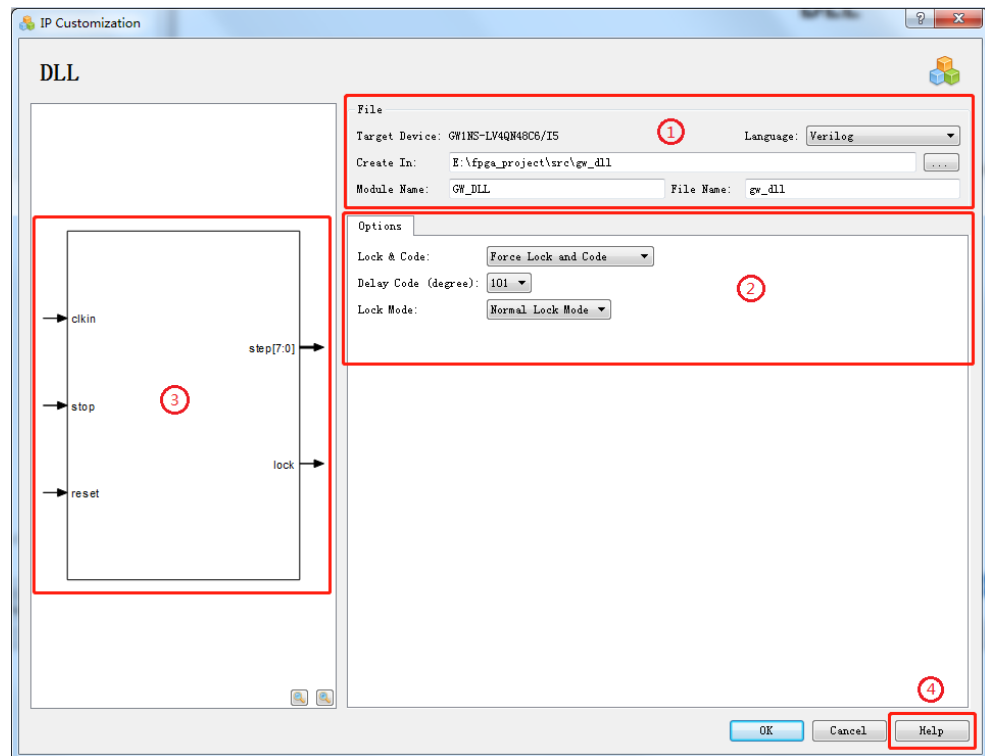 IP Customization
DLL
File
Target Device: GW1NS-LV4QN48C6/I5 ① Language: Verilog
Create In: E:\fpga_project\src\gw_dll ...
Module Name: GW_DLL File Name: gw_dll
Options
Lock & Code: Force Lock and Code
Delay Code (degree): 101 ②
Lock Mode: Normal Lock Mode
clkin
step[7:0]
stop ③
lock
reset
④
OK Cancel Help